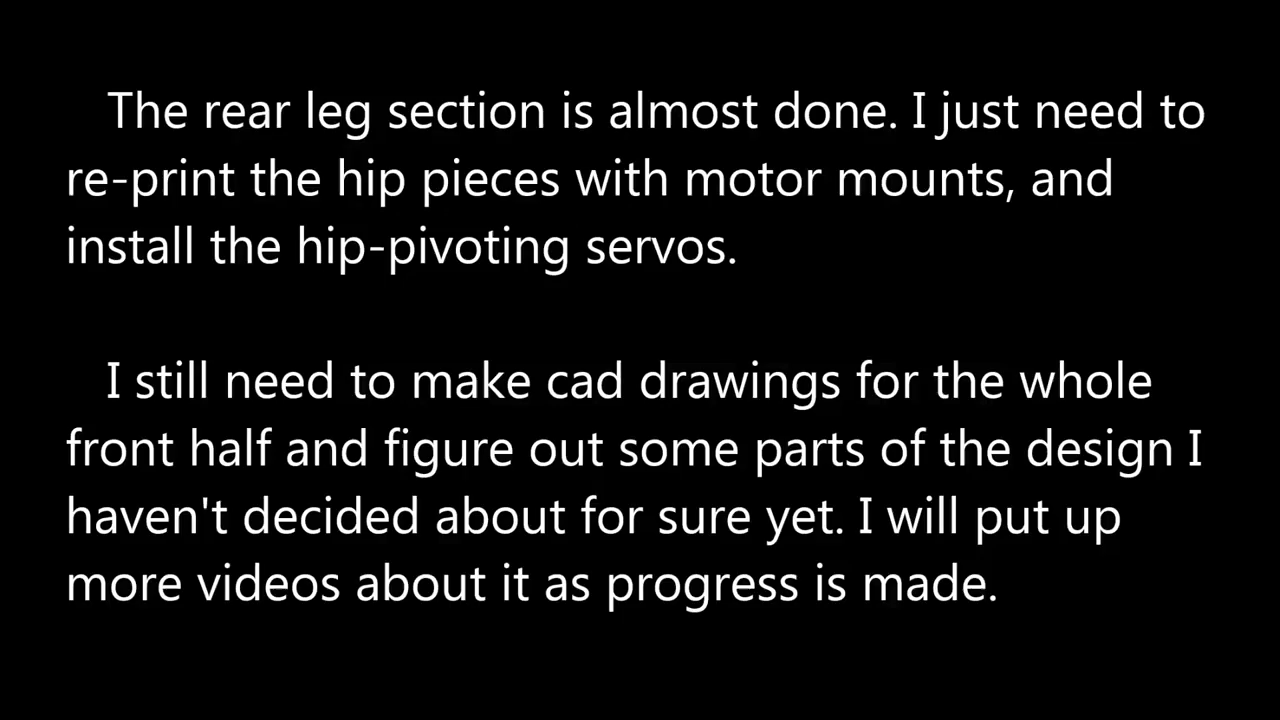 The rear leg section is almost done. I just need to
re-print the hip pieces with motor mounts, and
install the hip-pivoting servos.
I still need to make cad drawings for the whole
front half and figure out some parts of the design I
haven't decided about for sure yet. I will put up
more videos about it as progress is made.